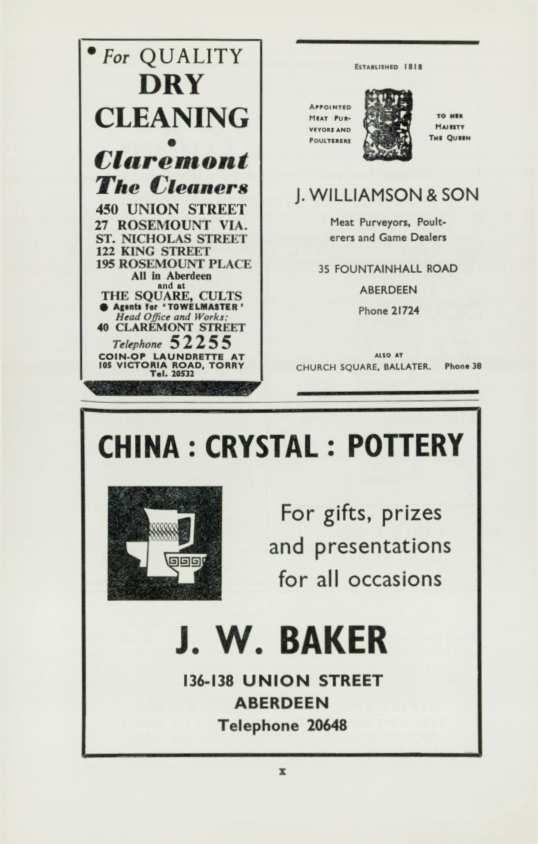 • For QUALITY
DRY
CLEANING
•
Claremont
The Cleaners
450 UNION STREET
27 ROSEMOUNT VIA.
ST. NICHOLAS STREET
122 KING STREET
195 ROSEMOUNT PLACE
All in Aberdeen
and at
THE SQUARE, CULTS
● Agents for 'TOWELMASTER'
Head Office and Works:
40 CLAREMONT STREET
Telephone 52255
COIN-OP LAUNDRETTE AT
105 VICTORIA ROAD, TORRY
Tel. 20532
ESTABLISHED 1818
APPOINTED
MEAT PUR-
VEYORS AND
POULTERERS
TO HER
MAJESTY
THE QUEEN
J. WILLIAMSON & SON
Meat Purveyors, Poult-
erers and Game Dealers
35 FOUNTAINHALL ROAD
ABERDEEN
Phone 21724
ALSO AT
CHURCH SQUARE, BALLATER. Phone 38
CHINA : CRYSTAL : POTTERY
For gifts, prizes
and presentations
for all occasions
J. W. BAKER
136-138 UNION STREET
ABERDEEN
Telephone 20648
x